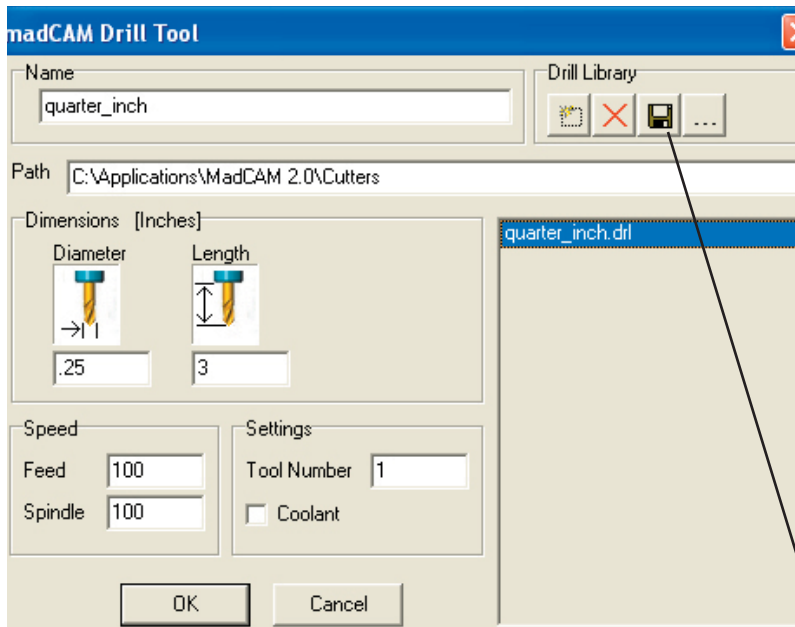 madCAM Drill Tool
Name
quarter_inch
Drill Library
...
Path C:\Applications\MadCAM 2.0\Cutters
Dimensions [Inches]
Diameter Length
.25 3
quarter_inch.drl
Speed
Feed 100
Spindle 100
Settings
Tool Number 1
Coolant
OK Cancel